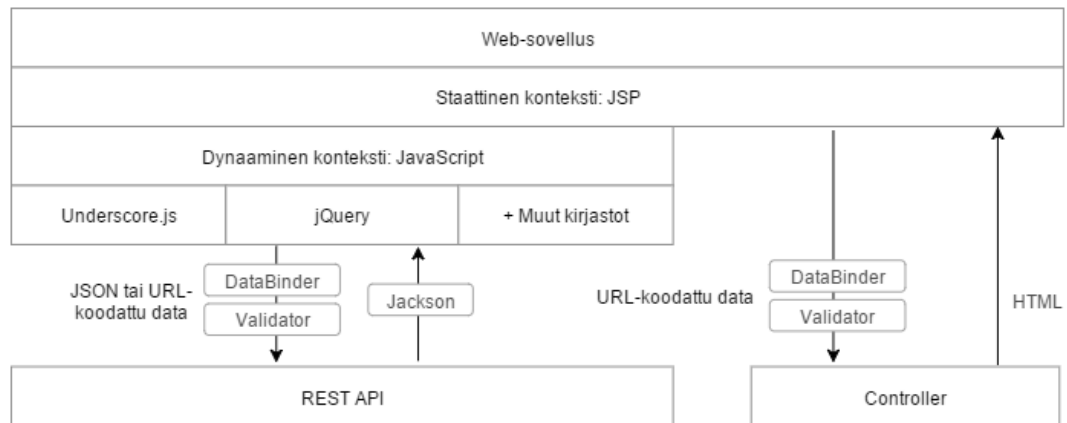 Web-sovellus
Staattinen konteksti: JSP
Dynaaminen konteksti: JavaScript
Underscore.js
jQuery
+ Muut kirjastot
JSON tai URL-
koodattu data
DataBinder
Validator
Jackson
URL-koodattu data
DataBinder
Validator
HTML
REST API
Controller